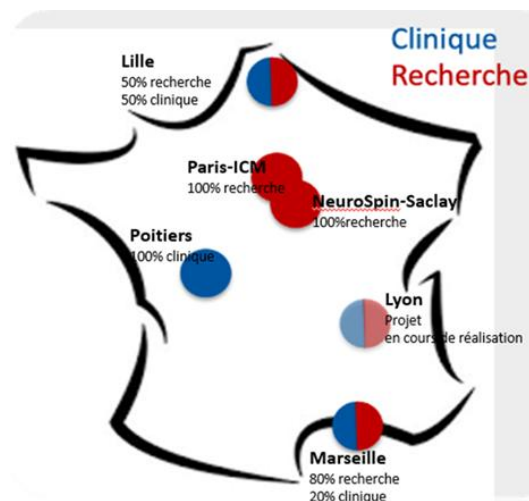 Clinique
Recherche
Lille
50% recherche
50% clinique
Paris-ICM
100% recherche
NeuroSpin-Saclay
100%recherche
Poitiers
100% clinique
Lyon
Projet
en cours de réalisation
Marseille
80% recherche
20% clinique